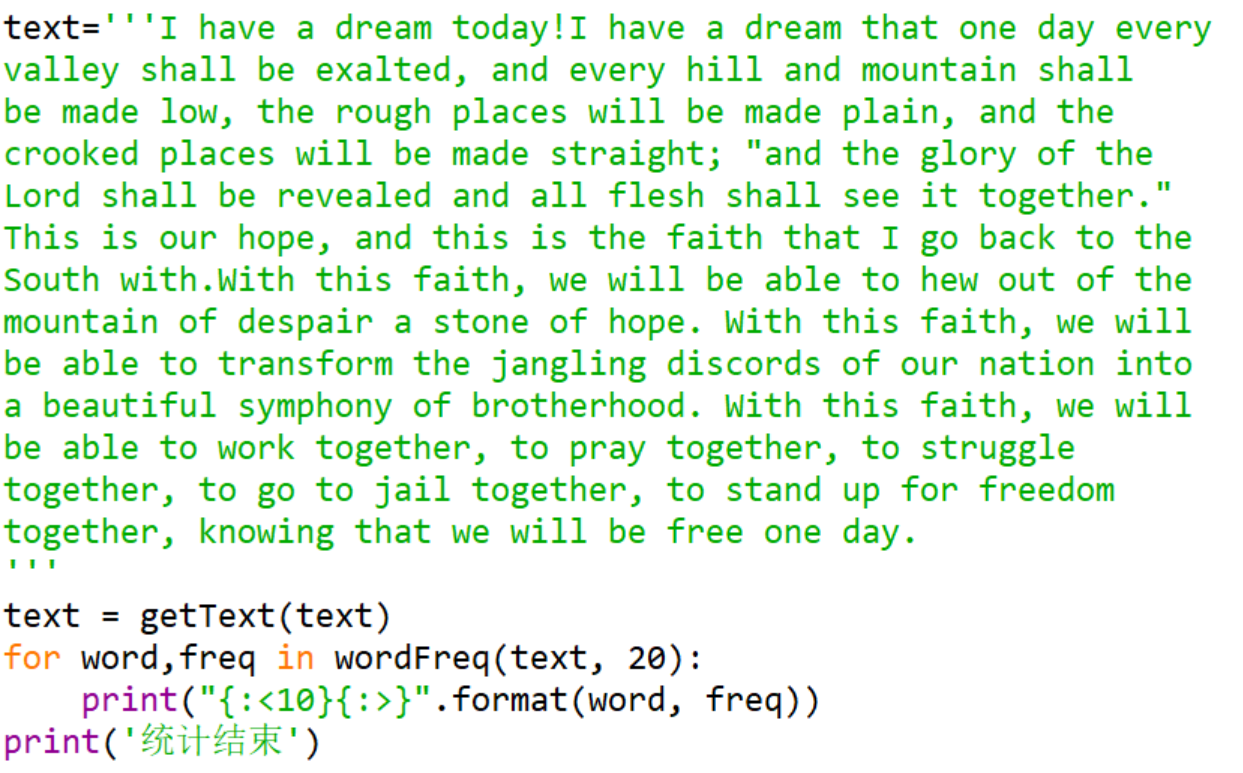 text='''I have a dream today!I have a dream that one day every
valley shall be exalted, and every hill and mountain shall
be made low, the rough places will be made plain, and the
crooked places will be made straight; "and the glory of the
Lord shall be revealed and all flesh shall see it together."
This is our hope, and this is the faith that I go back to the
South with.With this faith, we will be able to hew out of the
mountain of despair a stone of hope. With this faith, we will
be able to transform the jangling discords of our nation into
a beautiful symphony of brotherhood. With this faith, we will
be able to work together, to pray together, to struggle
together, to go to jail together, to stand up for freedom
together, knowing that we will be free one day.
'''
text = getText(text)
for word,freq in wordFreq(text, 20):
    print("{:<10}{:>}".format(word, freq))
print('统计结束')